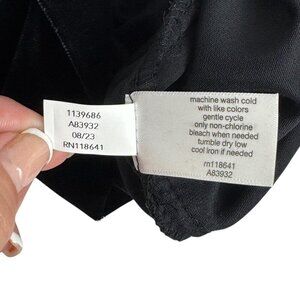 1139686
A83932
08/23
RN118641
machine wash cold
with like colors
gentle cycle
only non-chlorine
bleach when needed
tumble dry low
cool iron if needed
rn118641
A83932